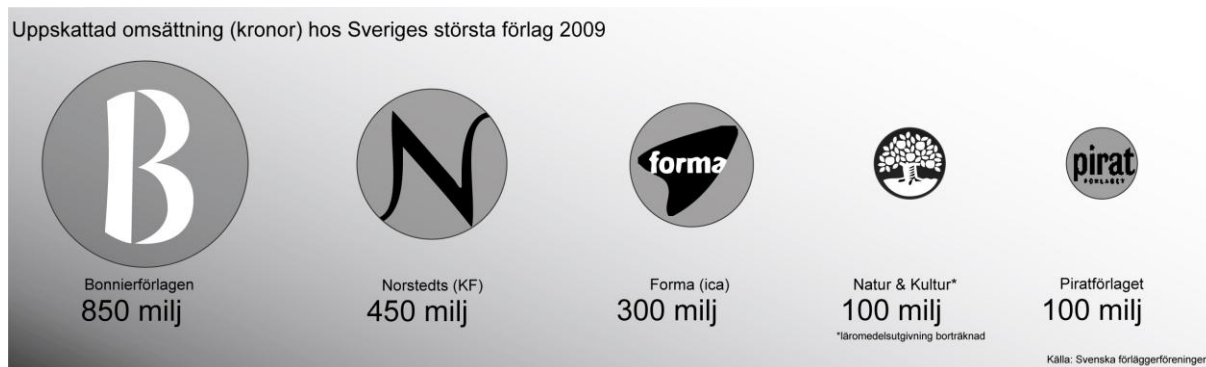 Uppskattad omsättning (kronor) hos Sveriges största förlag 2009
B
N
forma
pirat
FÖRLAGET
Bonnierförlagen
850 milj
Norstedts (KF)
450 milj
Forma (ica)
300 milj
Natur & Kultur*
100 milj
*läromedelsutgivning borträknad
Piratförlaget
100 milj
Källa: Svenska förläggerföreningen